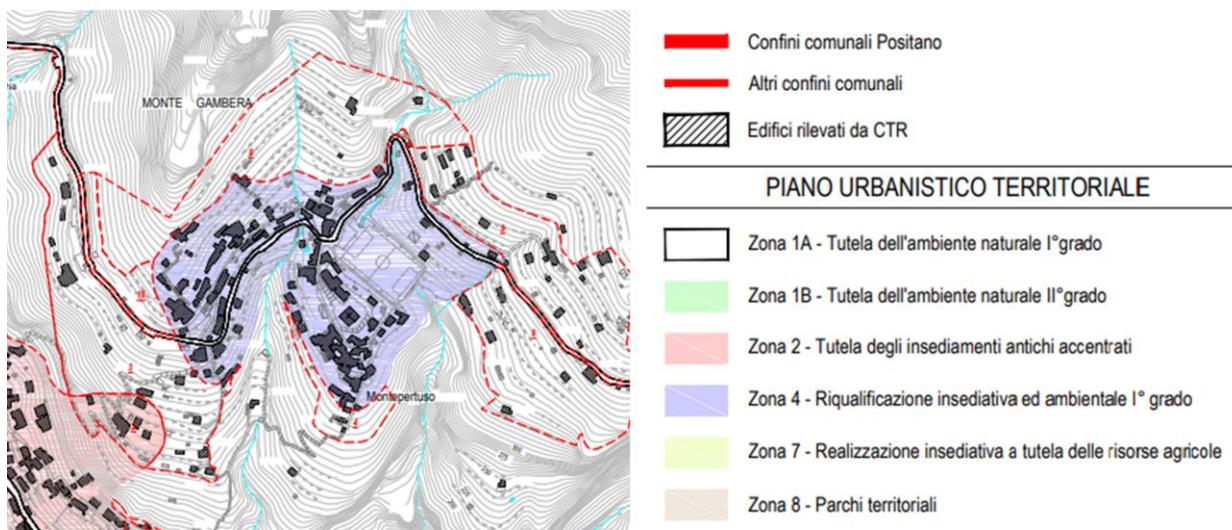 MONTE GAMBERA
Montepertuso
Confini comunali Positano
Altri confini comunali
Edifici rilevati da CTR
PIANO URBANISTICO TERRITORIALE
Zona 1A - Tutela dell'ambiente naturale I°grado
Zona 1B - Tutela dell'ambiente naturale II°grado
Zona 2 - Tutela degli insediamenti antichi accentrati
Zona 4 - Riqualificazione insediativa ed ambientale I° grado
Zona 7 - Realizzazione insediativa a tutela delle risorse agricole
Zona 8 - Parchi territoriali